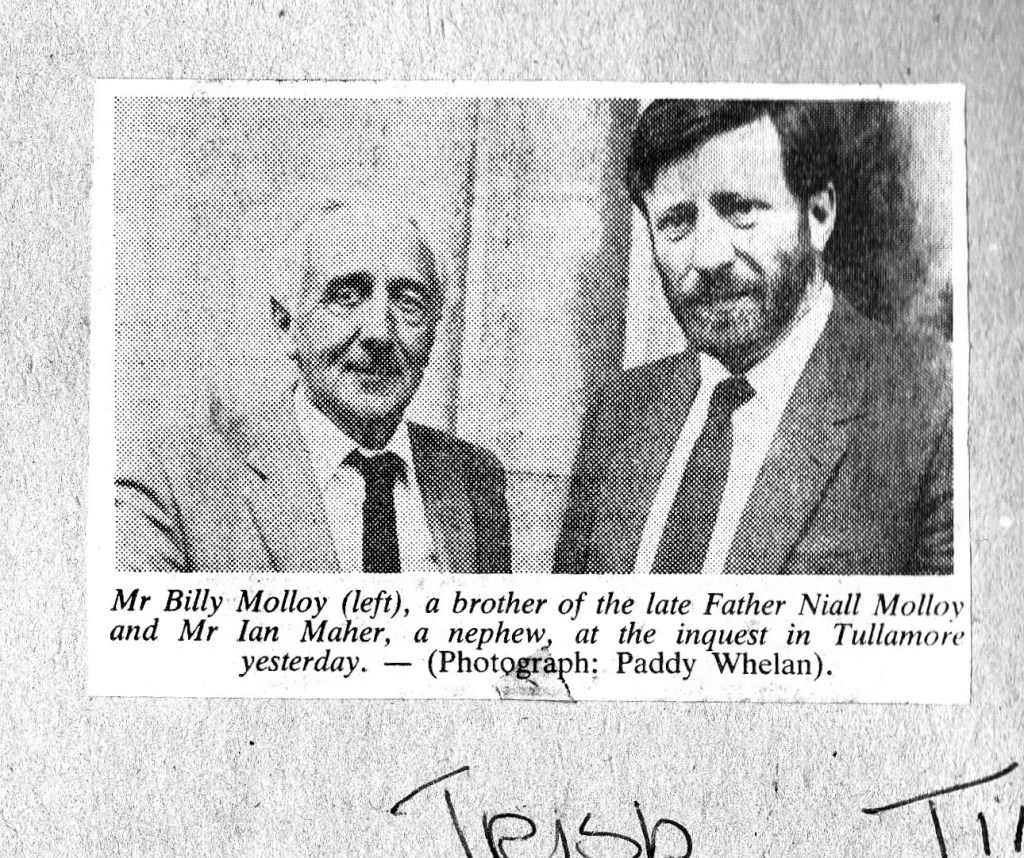 Mr Billy Molloy (left), a brother of the late Father Niall Molloy
and Mr Ian Maher, a nephew, at the inquest in Tullamore
yesterday. — (Photograph: Paddy Whelan).
Irish Ti